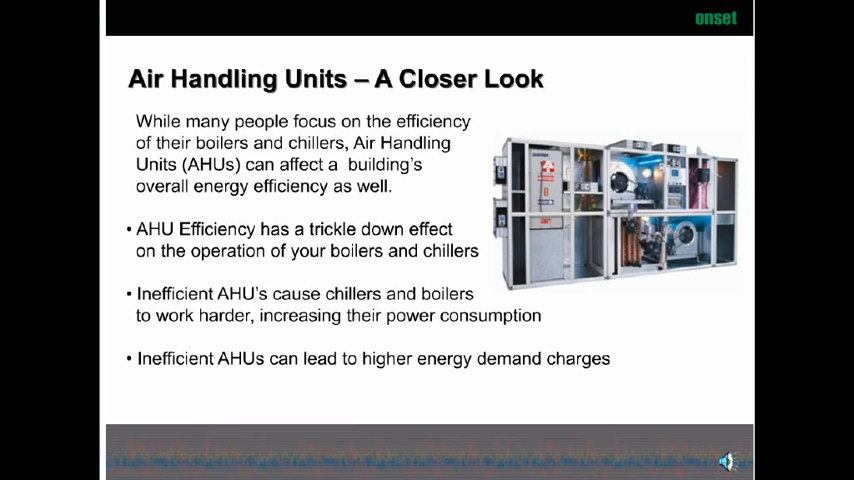 onset
Air Handling Units – A Closer Look
While many people focus on the efficiency
of their boilers and chillers, Air Handling
Units (AHUs) can affect a building's
overall energy efficiency as well.
• AHU Efficiency has a trickle down effect
on the operation of your boilers and chillers
• Inefficient AHU's cause chillers and boilers
to work harder, increasing their power consumption
• Inefficient AHUs can lead to higher energy demand charges